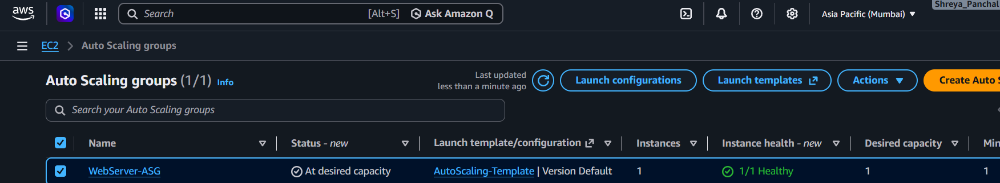 aws
Search [Alt+S] Ask Amazon Q
Asia Pacific (Mumbai)
Shreya_Panchal
EC2 Auto Scaling groups
Auto Scaling groups (1/1) Info
Last updated
less than a minute ago
Launch configurations Launch templates Actions Create Auto S
Search your Auto Scaling groups
Name Status - new Launch template/configuration Instances Instance health - new Desired capacity Min
WebServer-ASG At desired capacity AutoScaling-Template | Version Default 1 1/1 Healthy 1 1